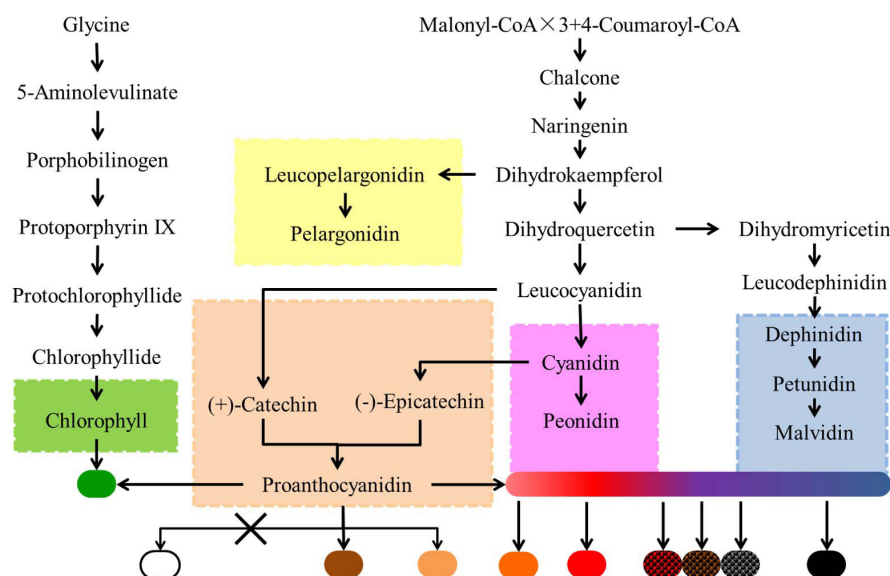 Glycine
5-Aminolevulinate
Porphobilinogen
Protoporphyrin IX
Protochlorophyllide
Chlorophyllide
Chlorophyll
Malonyl-CoA×3+4-Coumaroyl-CoA
Chalcone
Naringenin
Leucopelargonidin
Dihydrokaempferol
Pelargonidin
Dihydroquercetin
Dihydromyricetin
Leucocyanidin
Leucodephinidin
Cyanidin
Dephinidin
(+)-Catechin
(-)-Epicatechin
Peonidin
Petunidin
Malvidin
Proanthocyanidin